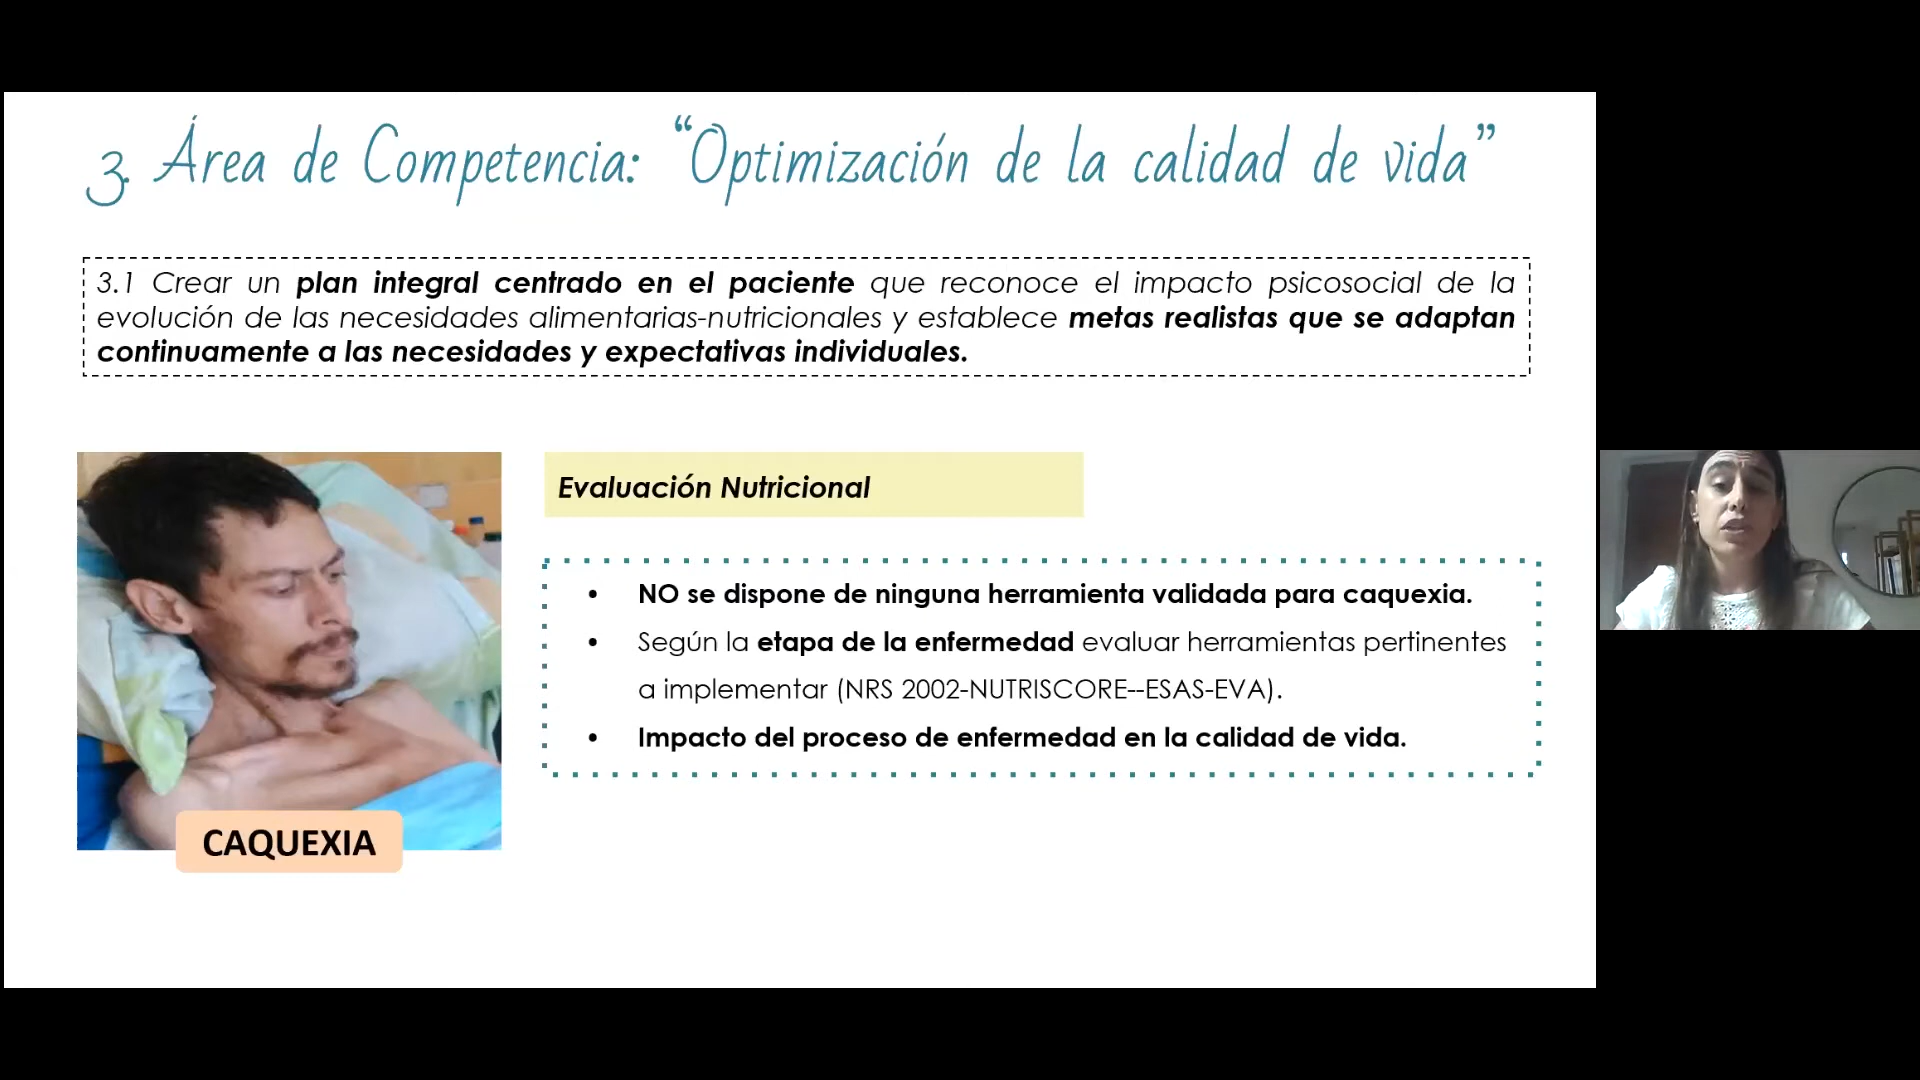 3. Área de Competencia: “Optimización de la calidad de vida”
3.1 Crear un plan integral centrado en el paciente que reconoce el impacto psicosocial de la
evolución de las necesidades alimentarias-nutricionales y establece metas realistas que se adaptan
continuamente a las necesidades y expectativas individuales.
Evaluación Nutricional
• NO se dispone de ninguna herramienta validada para caquexia.
• Según la etapa de la enfermedad evaluar herramientas pertinentes
a implementar (NRS 2002-NUTRISCORE--ESAS-EVA).
• Impacto del proceso de enfermedad en la calidad de vida.
CAQUEXIA